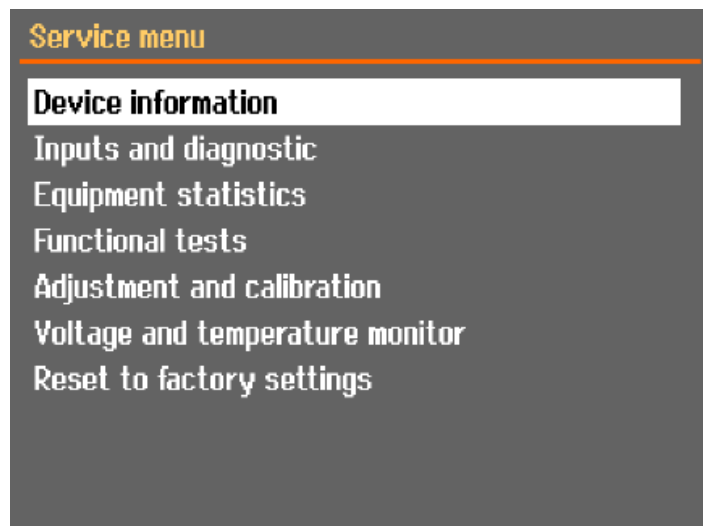 Service menu
Device information
Inputs and diagnostic
Equipment statistics
Functional tests
Adjustment and calibration
Voltage and temperature monitor
Reset to factory settings